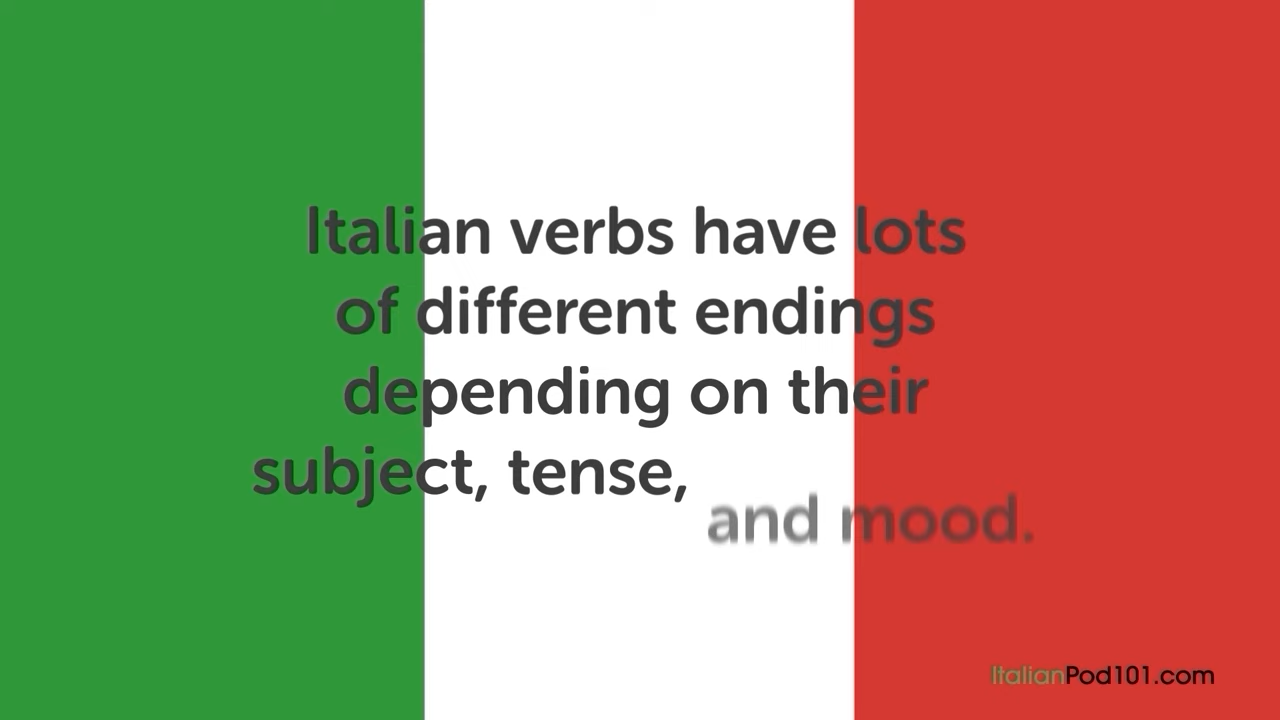 Italian verbs have lots
of different endings
depending on their
subject, tense, and mood.
ItalianPod101.com